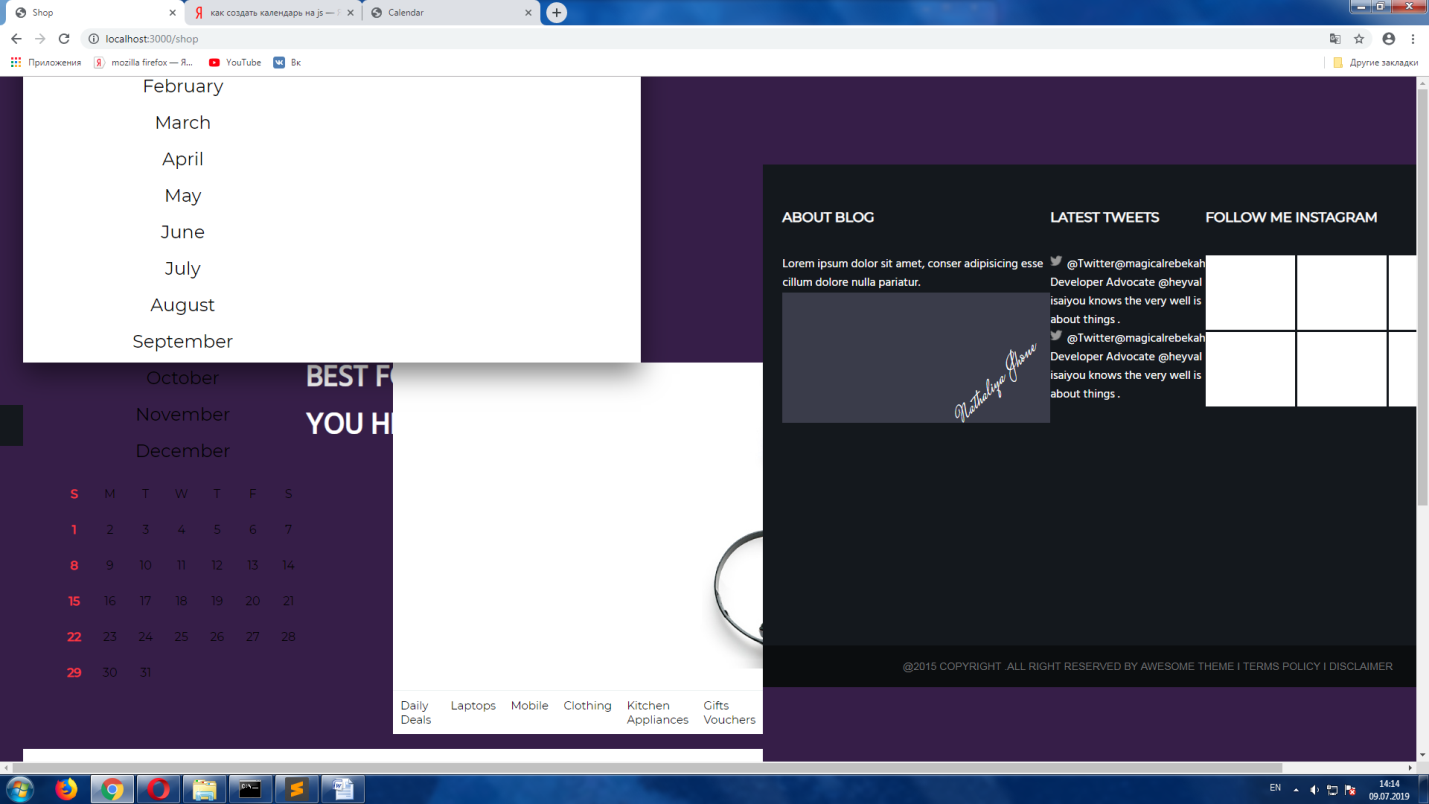 Shop
как создать календарь на js —
Calendar
localhost:3000/shop
Приложения
mozilla firefox — Я...
YouTube
Вк
Другие закладки
February
March
April
May
June
July
August
September
October
November
December
S M T W T F S
1 2 3 4 5 6 7
8 9 10 11 12 13 14
15 16 17 18 19 20 21
22 23 24 25 26 27 28
29 30 31
BEST FO
YOU HE
Daily Deals
Laptops
Mobile
Clothing
Kitchen Appliances
Gifts Vouchers
ABOUT BLOG
Lorem ipsum dolor sit amet, conser adipisicing esse
cillum dolore nulla pariatur.
Nathaliya Jhone
LATEST TWEETS
@Twitter@magicalrebekah
Developer Advocate @heyval
isaiyou knows the very well is
about things .
@Twitter@magicalrebekah
Developer Advocate @heyval
isaiyou knows the very well is
about things .
FOLLOW ME INSTAGRAM
@2015 COPYRIGHT .ALL RIGHT RESERVED BY AWESOME THEME I TERMS POLICY I DISCLAIMER
EN
14:14
09.07.2019